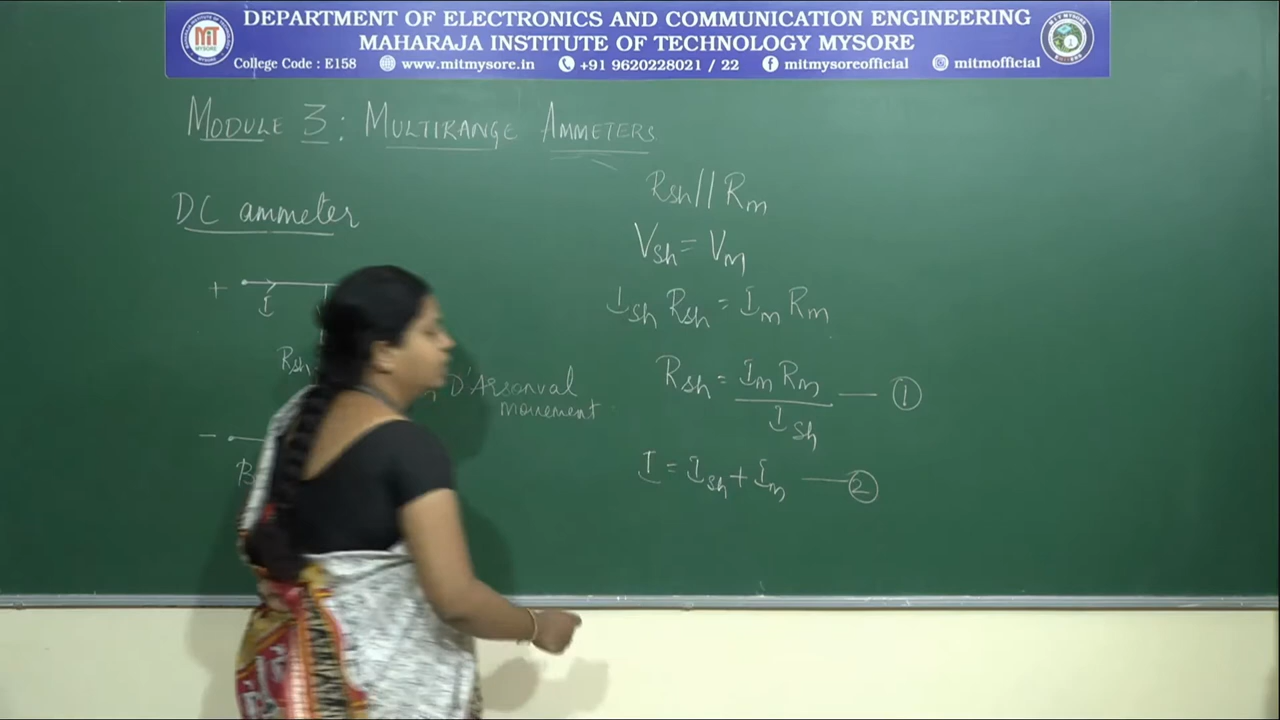 DEPARTMENT OF ELECTRONICS AND COMMUNICATION ENGINEERING
MAHARAJA INSTITUTE OF TECHNOLOGY MYSORE
MIT
MYSORE
College Code : E158 www.mitmysore.in +91 9620228021 / 22 mitmysoreofficial mitmofficial
MODULE 3 : MULTIRANGE AMMETERS
DC ammeter
+
I
Rsh
D'Arsonval
movement
-
B
Rsh // Rm
Vsh = Vm
Ish Rsh = Im Rm
Rsh = Im Rm / Ish — 1
I = Ish + Im — 2